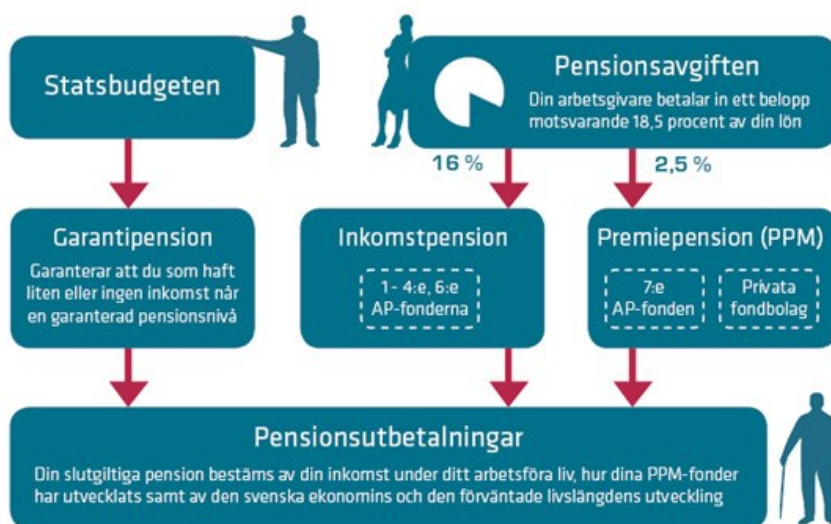 Statsbudgeten
Pensionsavgiften
Din arbetsgivare betalar in ett belopp
motsvarande 18,5 procent av din lön
16 %
2,5 %
Garantipension
Garanterar att du som haft
liten eller ingen inkomst når
en garanterad pensionsnivå
Inkomstpension
1- 4:e, 6:e
AP-fonderna
Premiepension (PPM)
7:e
AP-fonden
Privata
fondbolag
Pensionsutbetalningar
Din slutgiltiga pension bestäms av din inkomst under ditt arbetsföra liv, hur dina PPM-fonder
har utvecklats samt av den svenska ekonomins och den förväntade livslängdens utveckling